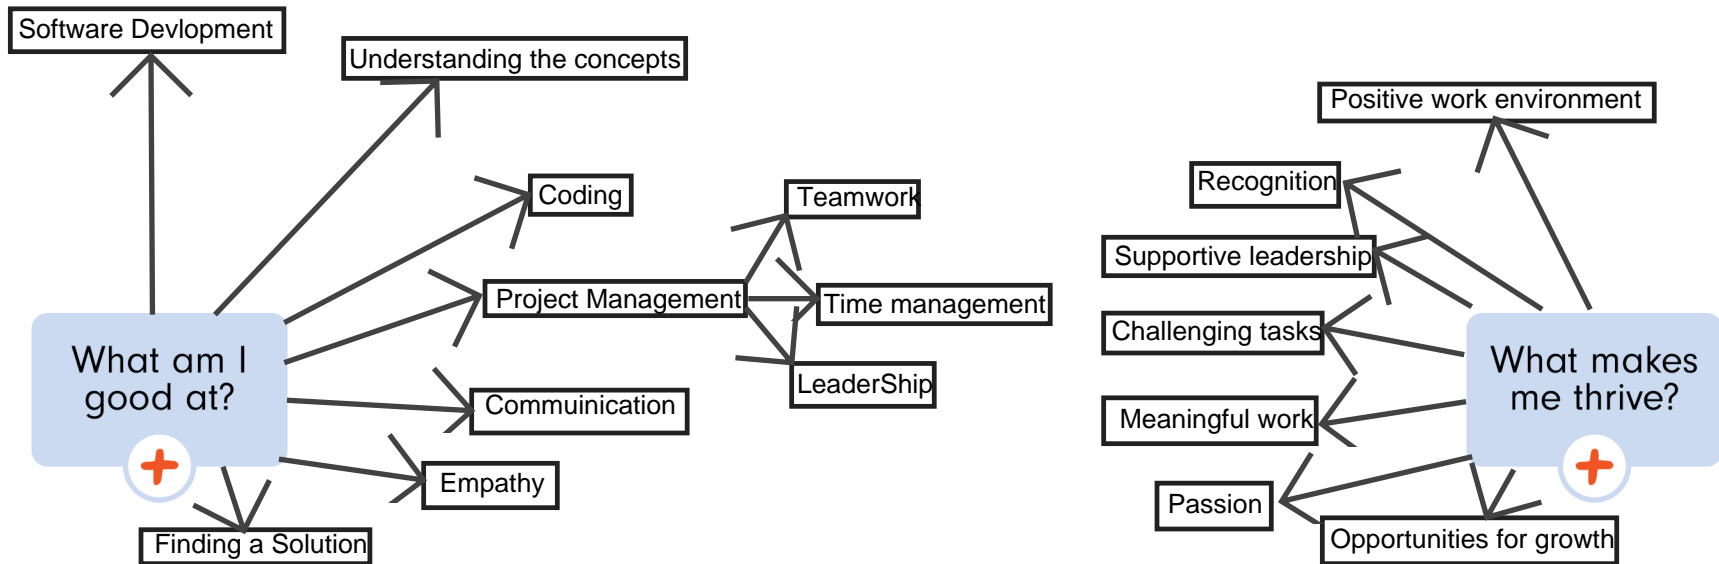 Software Devlopment
Understanding the concepts
Coding
Project Management
Teamwork
Time management
LeaderShip
What am I
good at?
Commuinication
Empathy
Finding a Solution
Positive work environment
Recognition
Supportive leadership
Challenging tasks
Meaningful work
What makes
me thrive?
Passion
Opportunities for growth